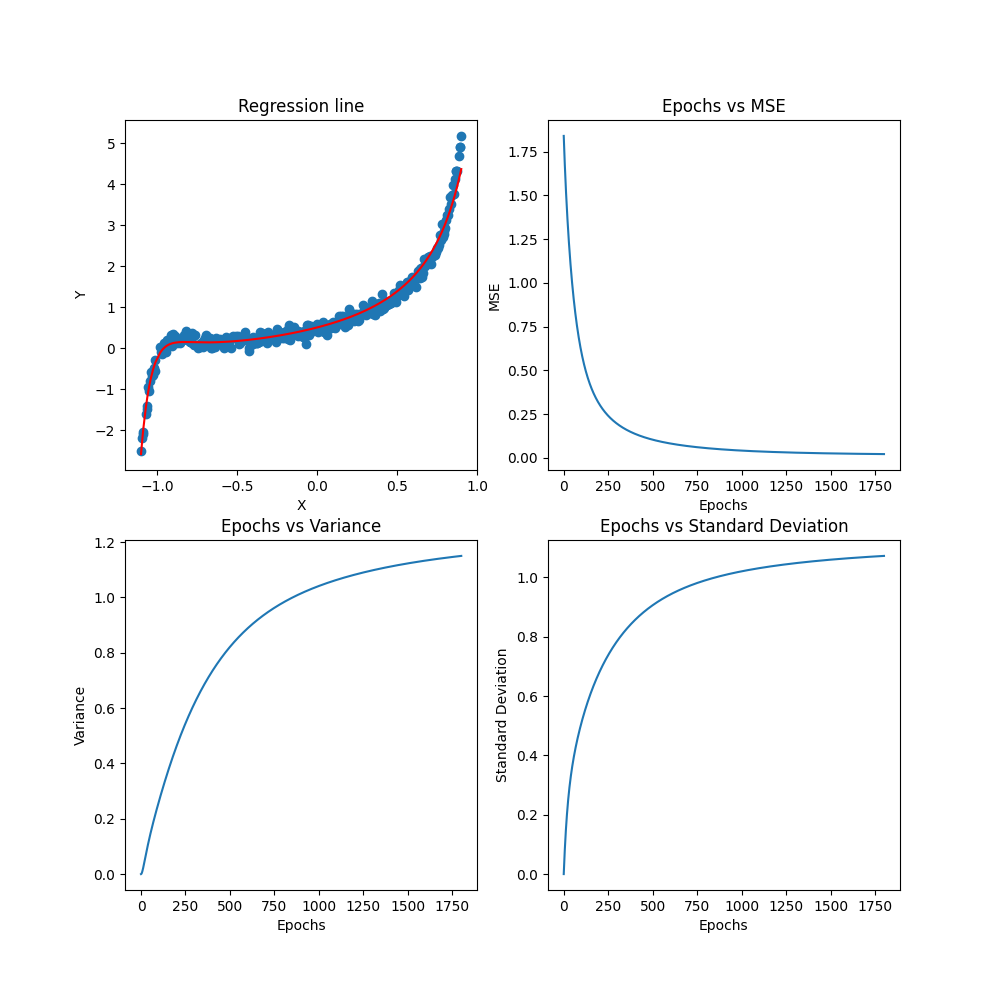 Regression line
Y
5
4
3
2
1
0
−1
−2
−1.0 −0.5 0.0 0.5 1.0
X
Epochs vs MSE
MSE
1.75
1.50
1.25
1.00
0.75
0.50
0.25
0.00
0 250 500 750 1000 1250 1500 1750
Epochs
Epochs vs Variance
Variance
1.2
1.0
0.8
0.6
0.4
0.2
0.0
0 250 500 750 1000 1250 1500 1750
Epochs
Epochs vs Standard Deviation
Standard Deviation
1.0
0.8
0.6
0.4
0.2
0.0
0 250 500 750 1000 1250 1500 1750
Epochs